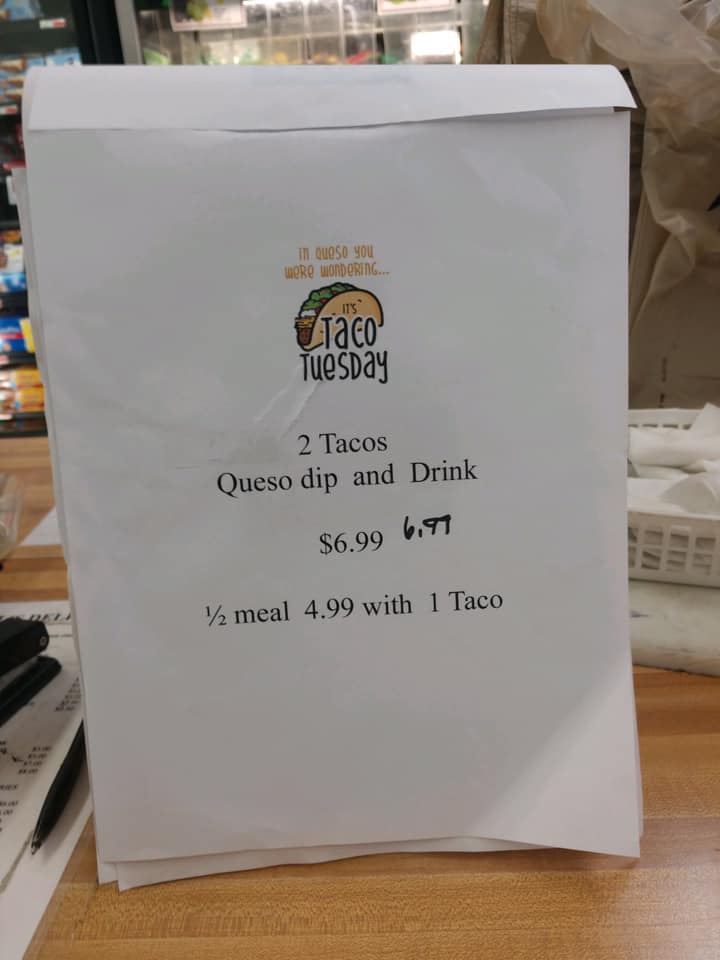 in queso you
were wondering...
IT'S
Taco
Tuesday
2 Tacos
Queso dip and Drink
$6.99 6.99
½ meal 4.99 with 1 Taco